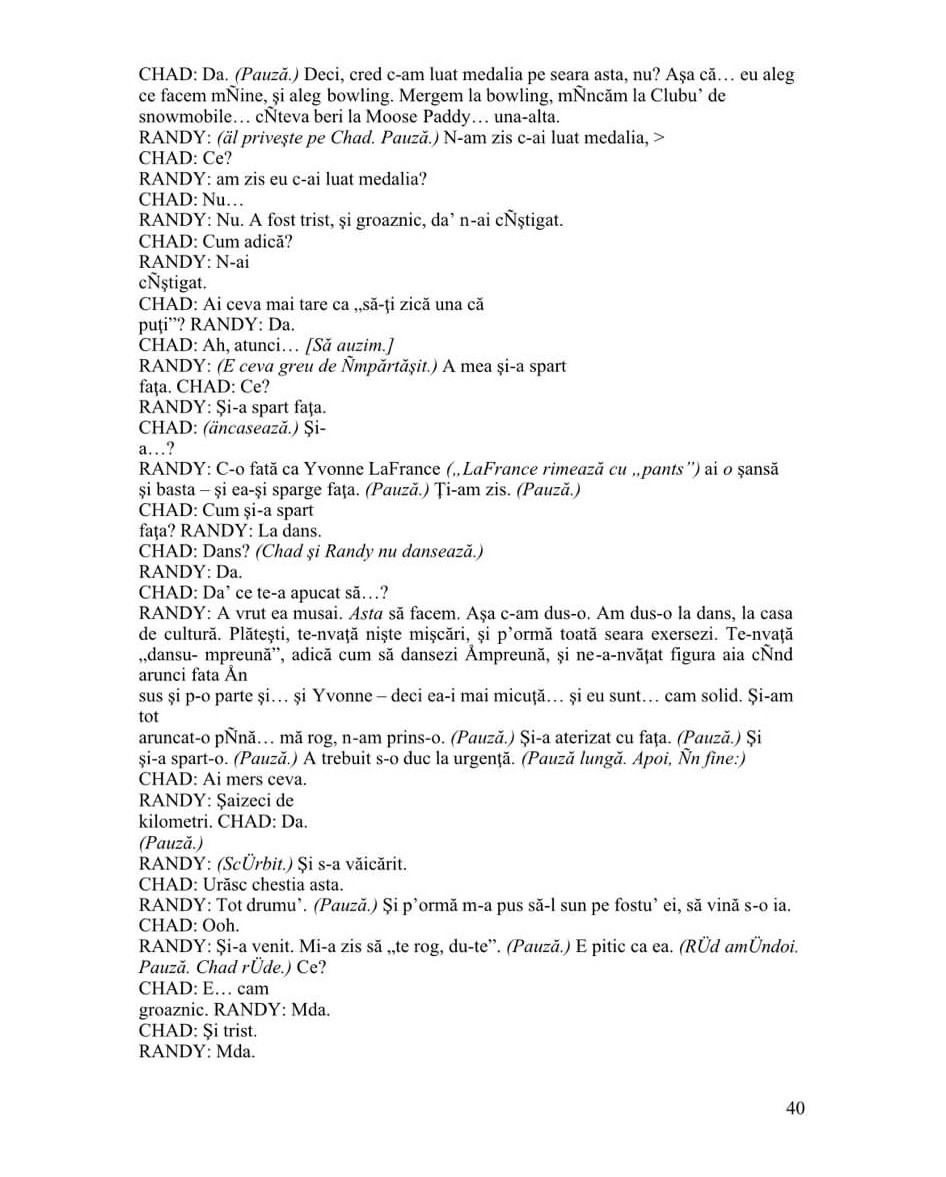 CHAD: Da. (Pauză.) Deci, cred c-am luat medalia pe seara asta, nu? Aşa că… eu aleg
ce facem mÑine, şi aleg bowling. Mergem la bowling, mÑncăm la Clubu’ de
snowmobile… cÑteva beri la Moose Paddy… una-alta.
RANDY: (äl priveşte pe Chad. Pauză.) N-am zis c-ai luat medalia, >
CHAD: Ce?
RANDY: am zis eu c-ai luat medalia?
CHAD: Nu…
RANDY: Nu. A fost trist, şi groaznic, da’ n-ai cÑştigat.
CHAD: Cum adică?
RANDY: N-ai
cÑştigat.
CHAD: Ai ceva mai tare ca „să-ţi zică una că
puţi”? RANDY: Da.
CHAD: Ah, atunci… [Să auzim.]
RANDY: (E ceva greu de Ñmpărtăşit.) A mea şi-a spart
faţa. CHAD: Ce?
RANDY: Şi-a spart faţa.
CHAD: (äncasează.) Şi-
a…?
RANDY: C-o fată ca Yvonne LaFrance („LaFrance rimează cu „pants”) ai o şansă
şi basta – şi ea-şi sparge faţa. (Pauză.) Ţi-am zis. (Pauză.)
CHAD: Cum şi-a spart
faţa? RANDY: La dans.
CHAD: Dans? (Chad şi Randy nu dansează.)
RANDY: Da.
CHAD: Da’ ce te-a apucat să…?
RANDY: A vrut ea musai. Asta să facem. Aşa c-am dus-o. Am dus-o la dans, la casa
de cultură. Plăteşti, te-nvaţă nişte mişcări, şi p’ormă toată seara exersezi. Te-nvaţă
„dansu- mpreună”, adică cum să dansezi Åmpreună, şi ne-a-nvăţat figura aia cÑnd
arunci fata Ån
sus şi p-o parte şi… şi Yvonne – deci ea-i mai micuţă… şi eu sunt… cam solid. Şi-am
tot
aruncat-o pÑnă… mă rog, n-am prins-o. (Pauză.) Şi-a aterizat cu faţa. (Pauză.) Şi
şi-a spart-o. (Pauză.) A trebuit s-o duc la urgenţă. (Pauză lungă. Apoi, Ñn fine:)
CHAD: Ai mers ceva.
RANDY: Şaizeci de
kilometri. CHAD: Da.
(Pauză.)
RANDY: (ScÜrbit.) Şi s-a văicărit.
CHAD: Urăsc chestia asta.
RANDY: Tot drumu’. (Pauză.) Şi p’ormă m-a pus să-l sun pe fostu’ ei, să vină s-o ia.
CHAD: Ooh.
RANDY: Şi-a venit. Mi-a zis să „te rog, du-te”. (Pauză.) E pitic ca ea. (RÜd amÜndoi.
Pauză. Chad rÜde.) Ce?
CHAD: E… cam
groaznic. RANDY: Mda.
CHAD: Şi trist.
RANDY: Mda.
40